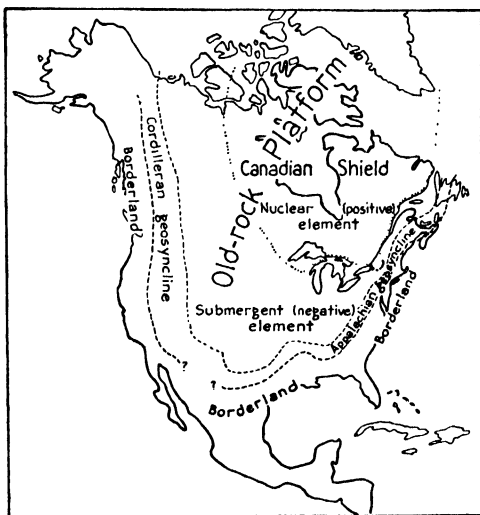 Old-rock Platform
Canadian Shield
Nuclear (positive)
element
Cordilleran Geosyncline
Borderland
?
Submergent (negative)
element
Appalachian Geosyncline
Borderland
?
?
Borderland
?
?